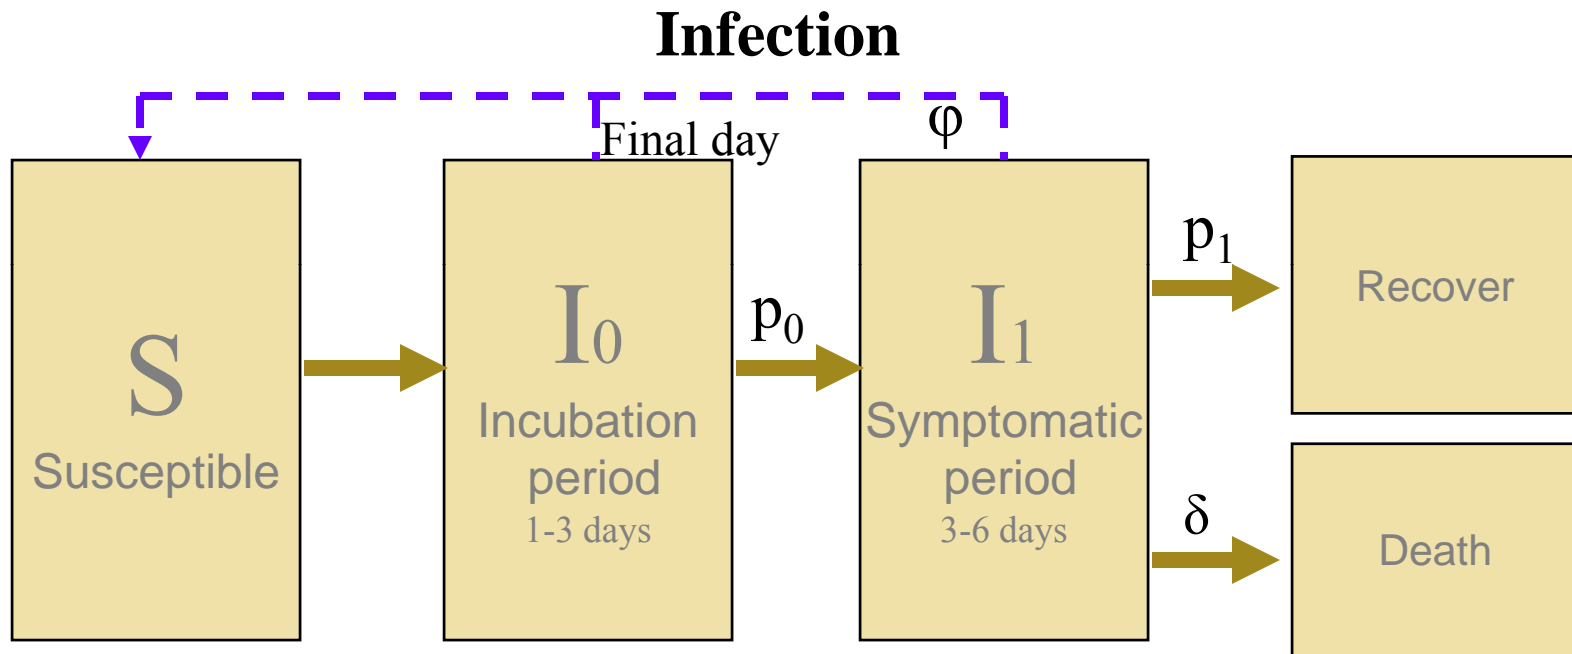 Infection
Final day
φ
S
Susceptible
I0
Incubation
period
1-3 days
p0
I1
Symptomatic
period
3-6 days
p1
Recover
δ
Death